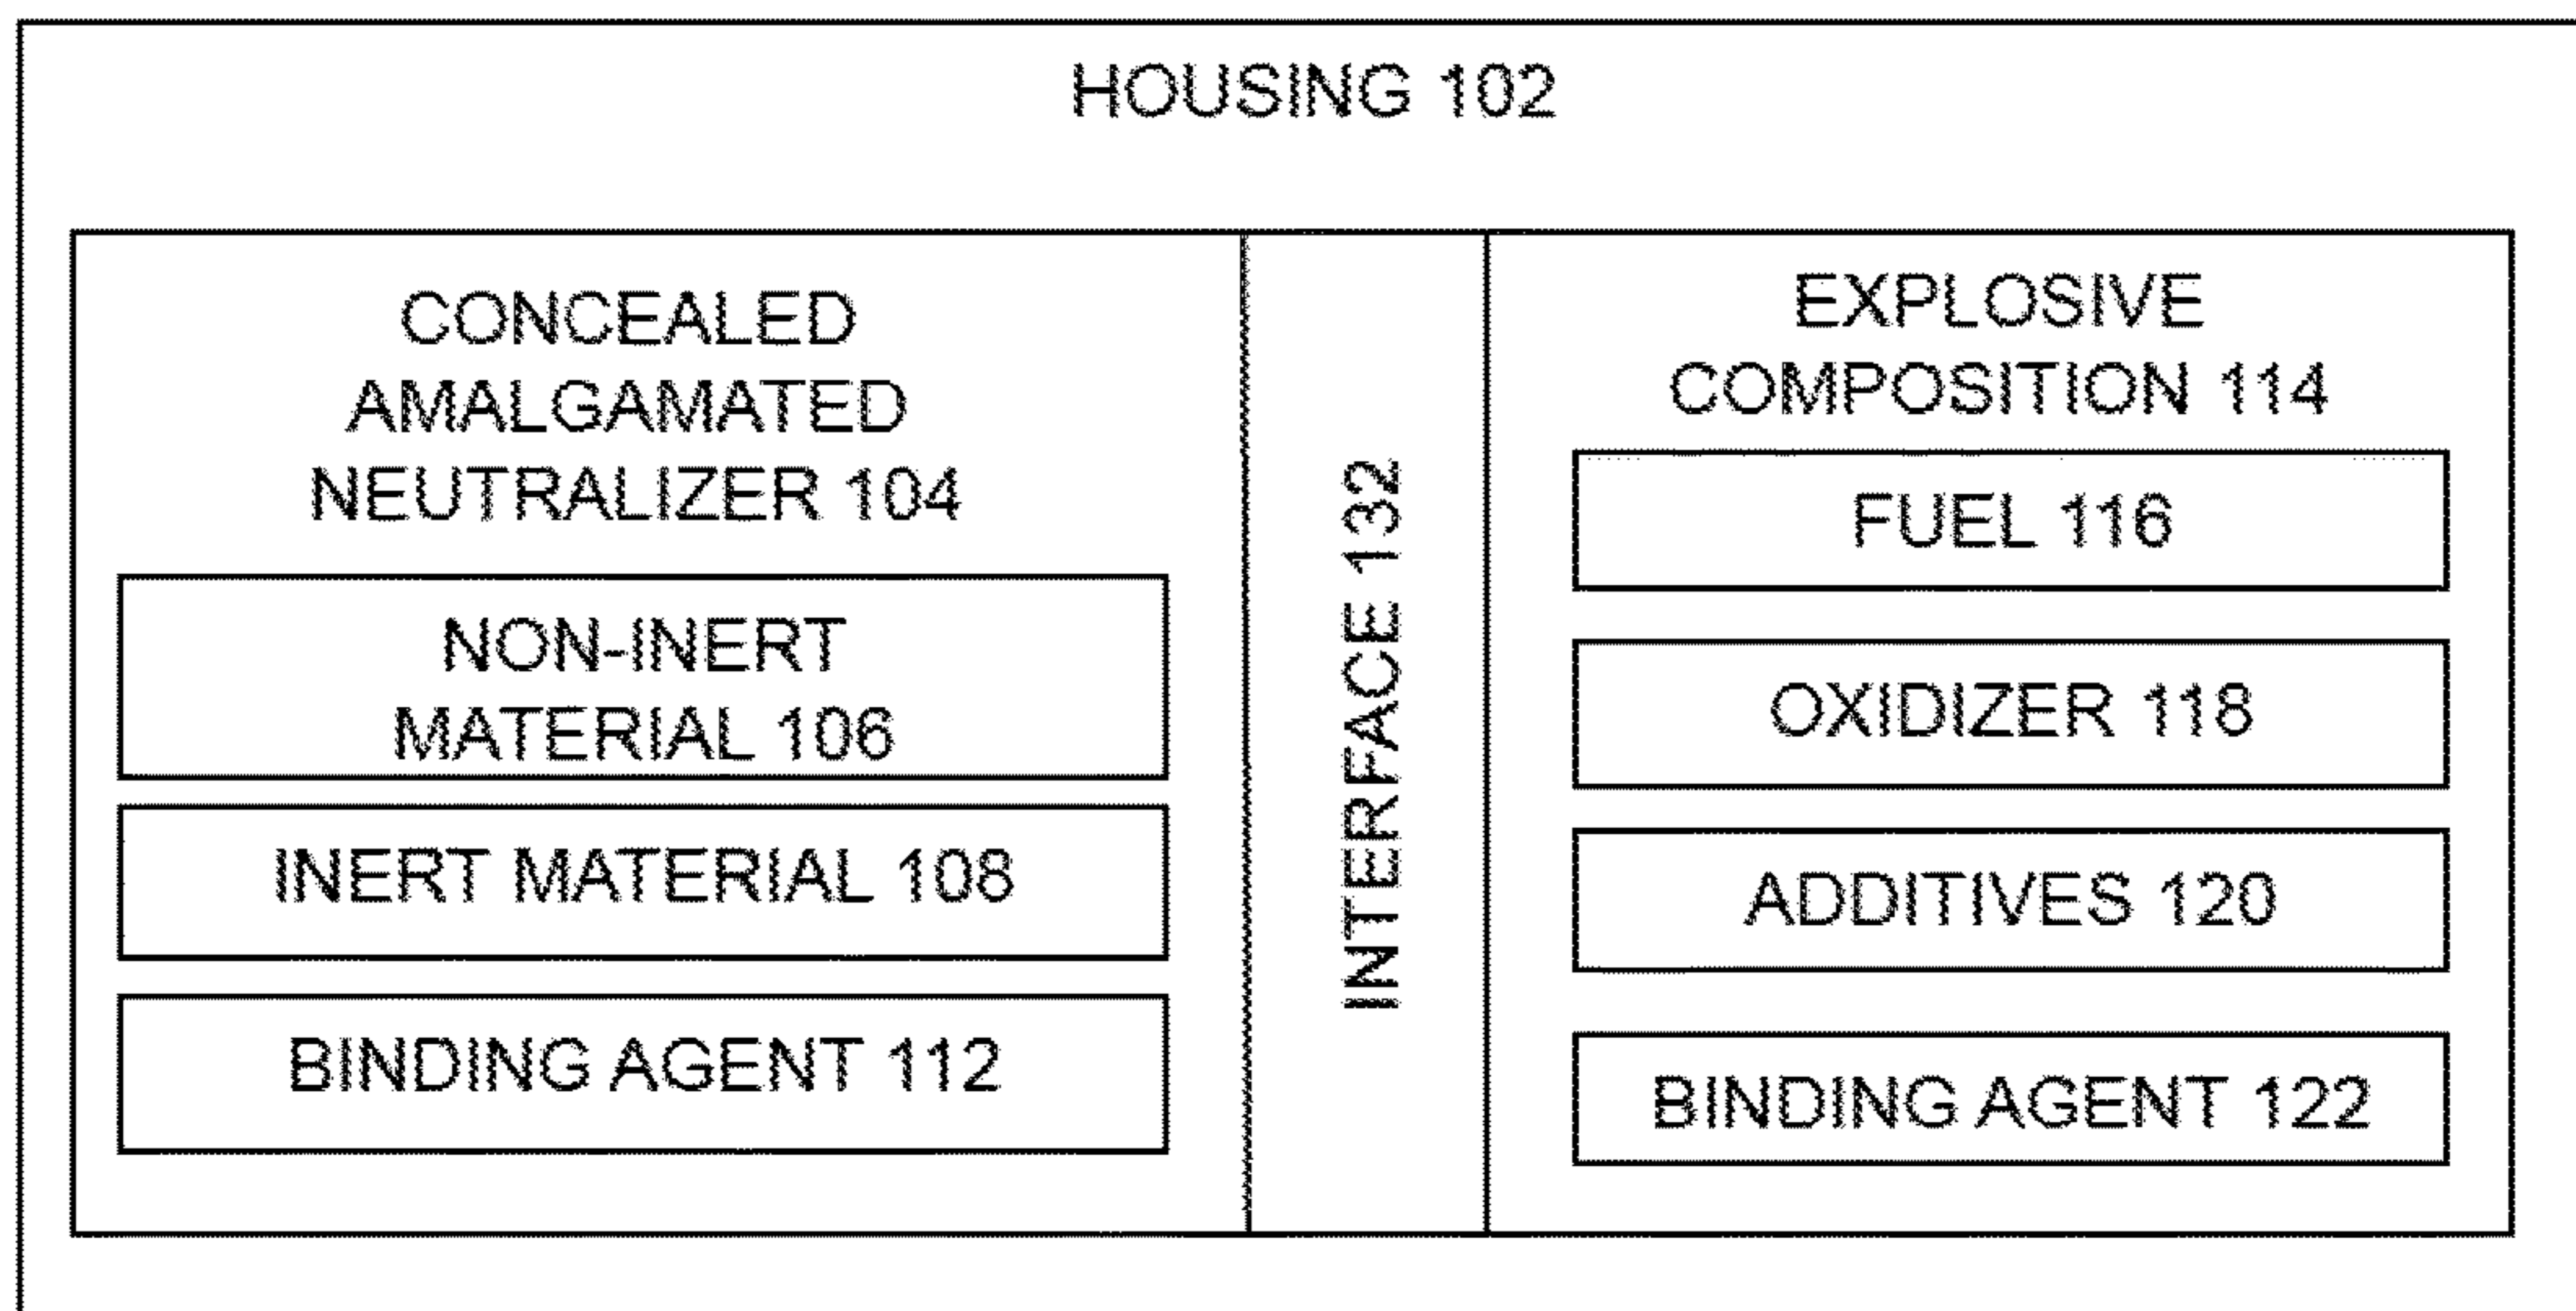 HOUSING 102
CONCEALED
AMALGAMATED
NEUTRALIZER 104
NON-INERT
MATERIAL 106
INERT MATERIAL 108
BINDING AGENT 112
INTERFACE 132
EXPLOSIVE
COMPOSITION 114
FUEL 116
OXIDIZER 118
ADDITIVES 120
BINDING AGENT 122